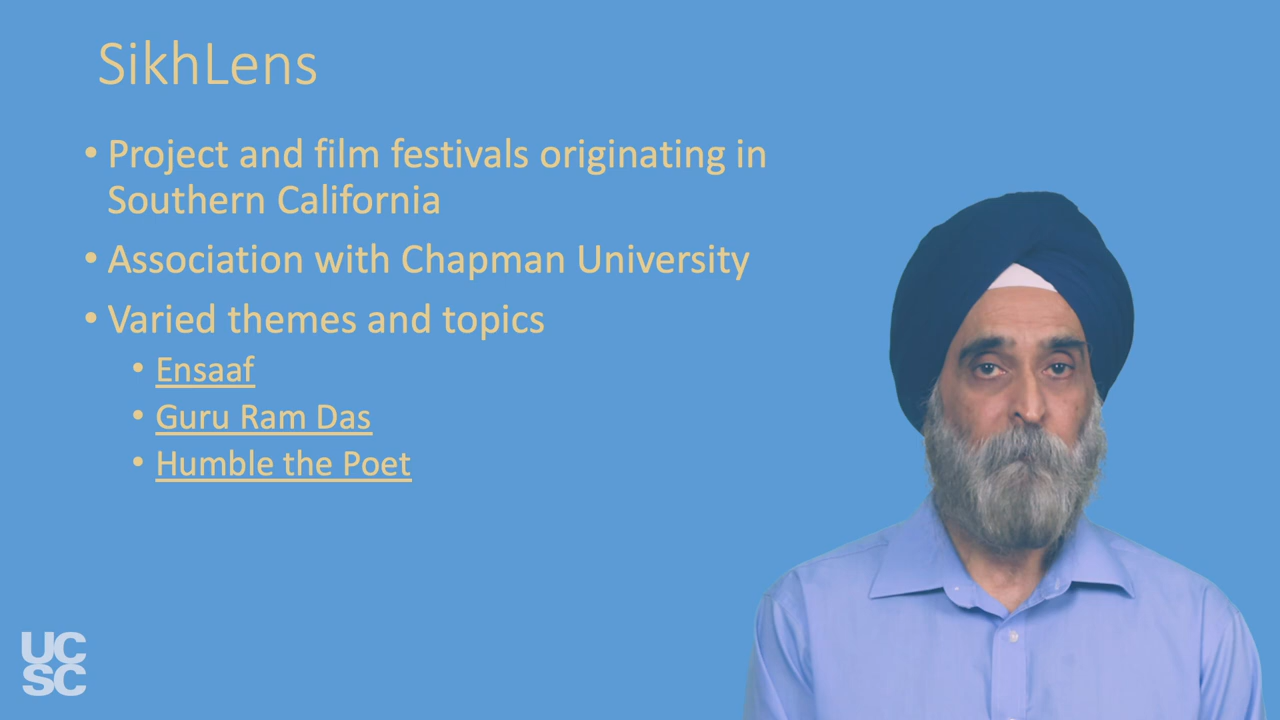 SikhLens
• Project and film festivals originating in
Southern California
• Association with Chapman University
• Varied themes and topics
• Ensaaf
• Guru Ram Das
• Humble the Poet
UC
SC